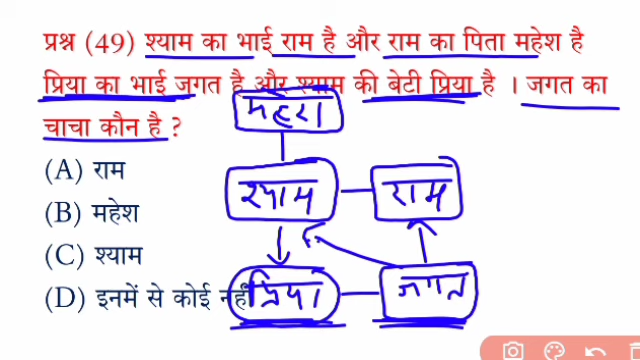 प्रश्न (49) श्याम का भाई राम है और राम का पिता महेश है
प्रिया का भाई जगत है और श्याम की बेटी प्रिया है । जगत का
चाचा कौन है ?
महेश
(A) राम
श्याम राम
(B) महेश
(C) श्याम
(D) इनमें से कोई नहीं
प्रिया जगत